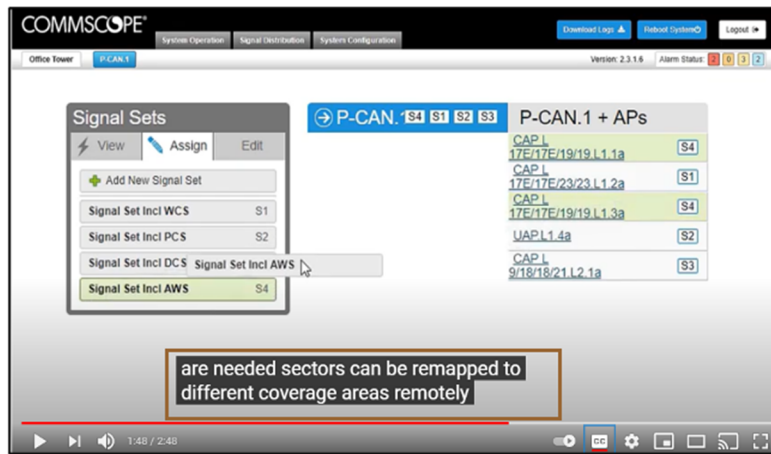 COMMSCOPE®
System Operation Signal Distribution System Configuration
Download Logs Reboot System Logout
Office Tower P-CAN.1 Version: 2.3.1.6 Alarm Status: 2 0 3 2
Signal Sets
View Assign Edit
Add New Signal Set
Signal Set Incl WCS S1
Signal Set Incl PCS S2
Signal Set Incl DCS
Signal Set Incl AWS
Signal Set Incl AWS S4
P-CAN.1 S4 S1 S2 S3
P-CAN.1 + APs
CAP L
17E/17E/19/19.L1.1a S4
CAP L
17E/17E/23/23.L1.2a S1
CAP L
17E/17E/19/19.L1.3a S4
UAP.L1.4a S2
CAP L
9/18/18/21.L2.1a S3
are needed sectors can be remapped to
different coverage areas remotely
1:48 / 2:48
CC